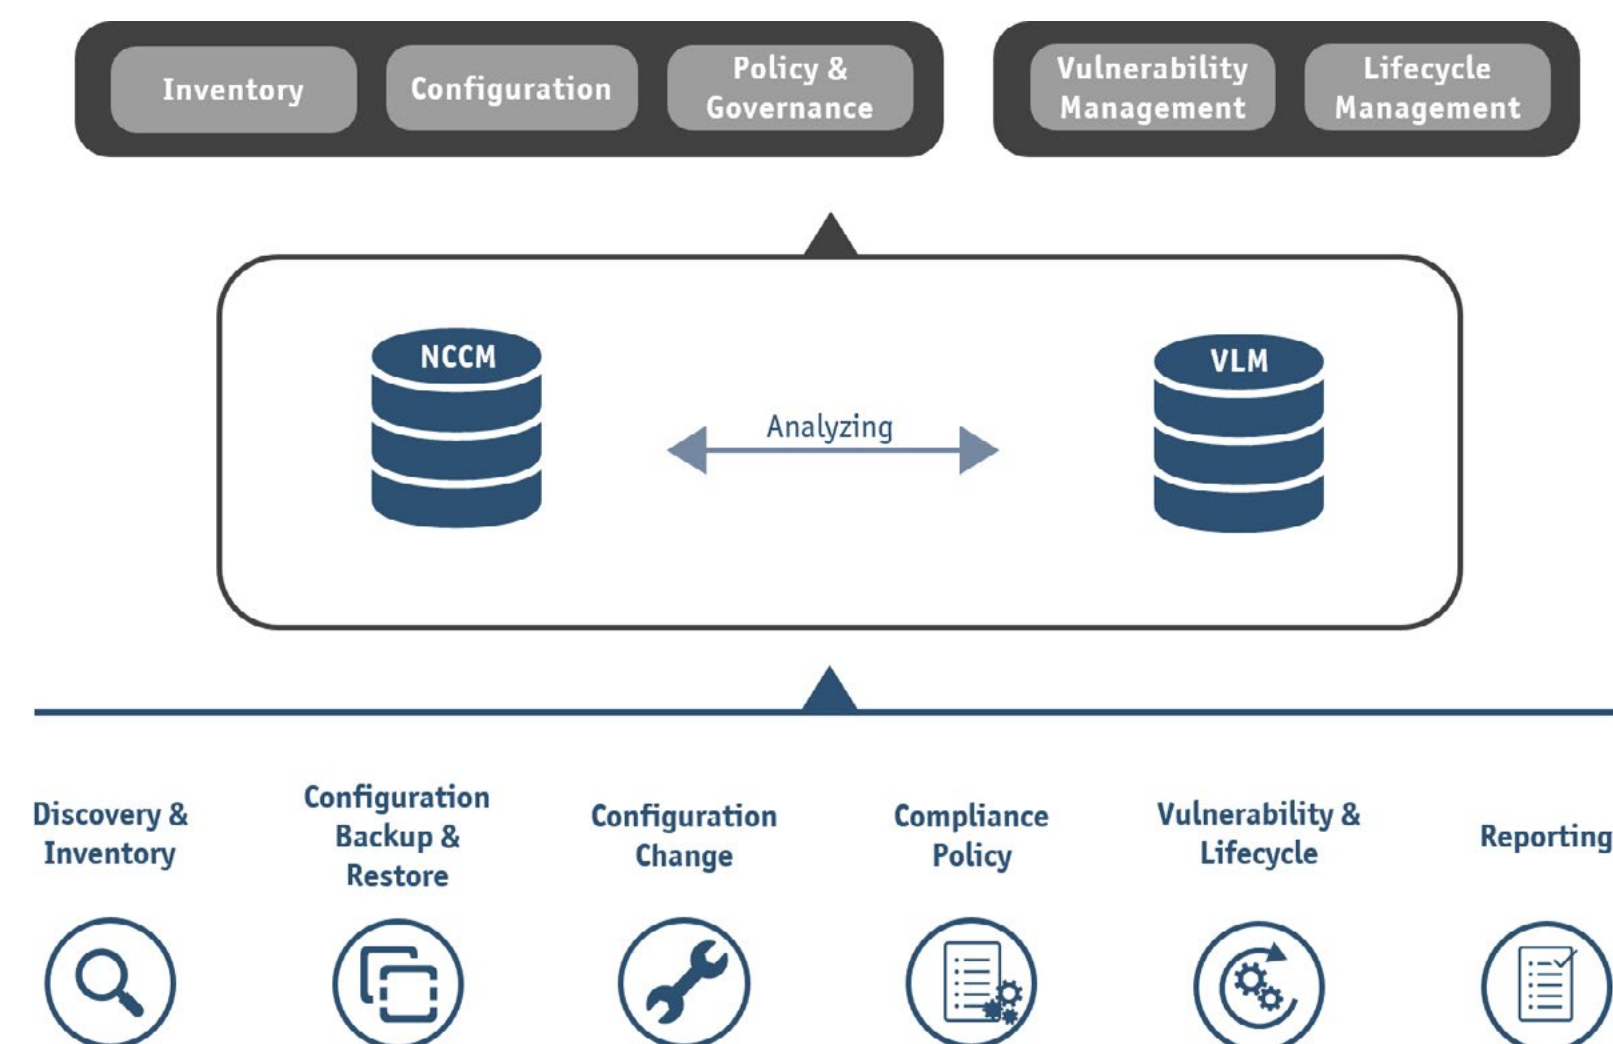 Inventory
Configuration
Policy &
Governance
Vulnerability
Management
Lifecycle
Management
NCCM
Analyzing
VLM
Discovery &
Inventory
Configuration
Backup &
Restore
Configuration
Change
Compliance
Policy
Vulnerability &
Lifecycle
Reporting